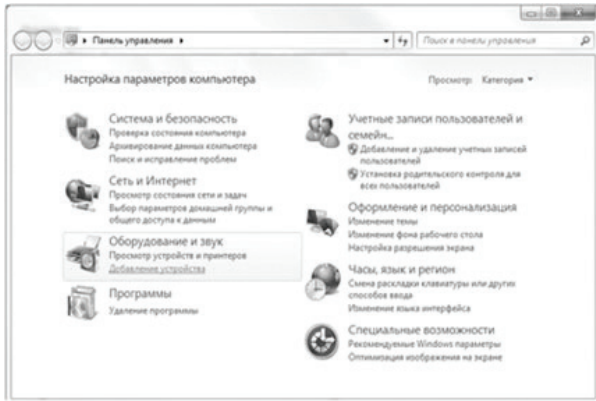 Панель управления
Поиск в панели управления
Настройка параметров компьютера
Просмотр: Категория
Система и безопасность
Проверка состояния компьютера
Архивирование данных компьютера
Поиск и исправление проблем
Сеть и Интернет
Просмотр состояния сети и задач
Выбор параметров домашней группы и
общего доступа к данным
Оборудование и звук
Просмотр устройств и принтеров
Добавление устройства
Программы
Удаление программы
Учетные записи пользователей и
семейн...
Добавление и удаление учетных записей
пользователей
Установка родительского контроля для
всех пользователей
Оформление и персонализация
Изменение темы
Изменение фона рабочего стола
Настройка разрешения экрана
Часы, язык и регион
Смена раскладки клавиатуры или других
способов ввода
Изменение языка интерфейса
Специальные возможности
Рекомендуемые Windows параметры
Оптимизация изображения на экране